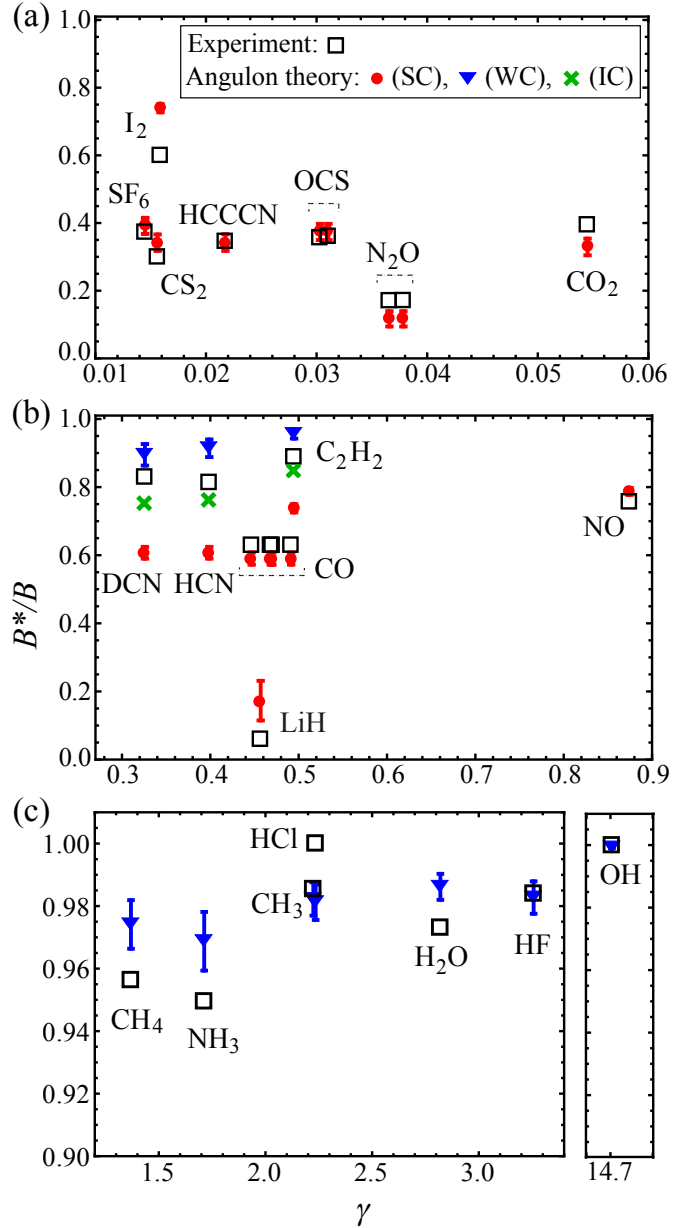 (a)
Experiment: □
Angulon theory: ● (SC), ▼ (WC), × (IC)
1.0
0.8
0.6
0.4
0.2
0.0
I₂
SF₆
CS₂
HCCCN
OCS
N₂O
CO₂
0.01 0.02 0.03 0.04 0.05 0.06
(b)
1.0
0.8
0.6
0.4
0.2
0.0
B*/B
C₂H₂
DCN
HCN
CO
NO
LiH
0.3 0.4 0.5 0.6 0.7 0.8 0.9
(c)
1.00
0.98
0.96
0.94
0.92
0.90
HCl
CH₃
OH
H₂O
HF
CH₄
NH₃
1.5 2.0 2.5 3.0 14.7
γ